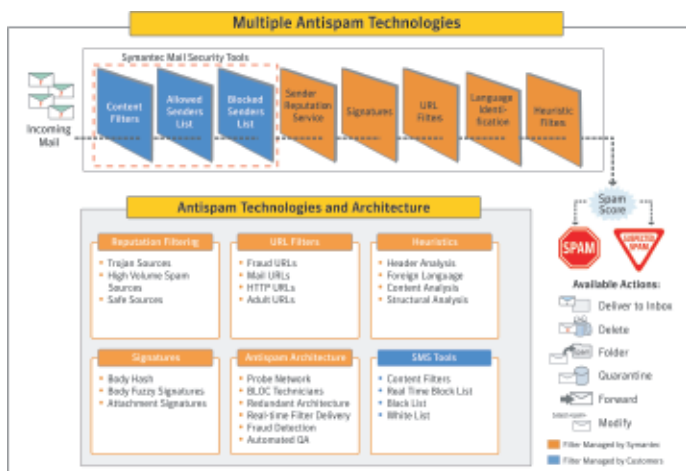 Multiple Antispam Technologies
Symantec Mail Security Tools
Incoming
Mail
Content
Filters
Allowed
Senders
List
Blocked
Senders
List
Sender
Reputation
Service
Signatures
URL
Filters
Language
Identi-
fication
Heuristic
Filters
Spam
Score
SPAM
SUSPECTED
SPAM
Antispam Technologies and Architecture
Reputation Filtering
Trojan Sources
High Volume Spam
Sources
Safe Sources
URL Filters
Fraud URLs
Mail URLs
HTTP URLs
Adult URLs
Heuristics
Header Analysis
Foreign Language
Content Analysis
Structural Analysis
Signatures
Body Hash
Body Fuzzy Signatures
Attachment Signatures
Antispam Architecture
Probe Network
BLOC Technicians
Redundant Architecture
Real-time Filter Delivery
Fraud Detection
Automated QA
SMS Tools
Content Filters
Real Time Block List
Black List
White List
Available Actions:
Deliver to Inbox
Delete
Folder
Quarantine
Forward
Modify
Filter Managed by Symantec
Filter Managed by Customers